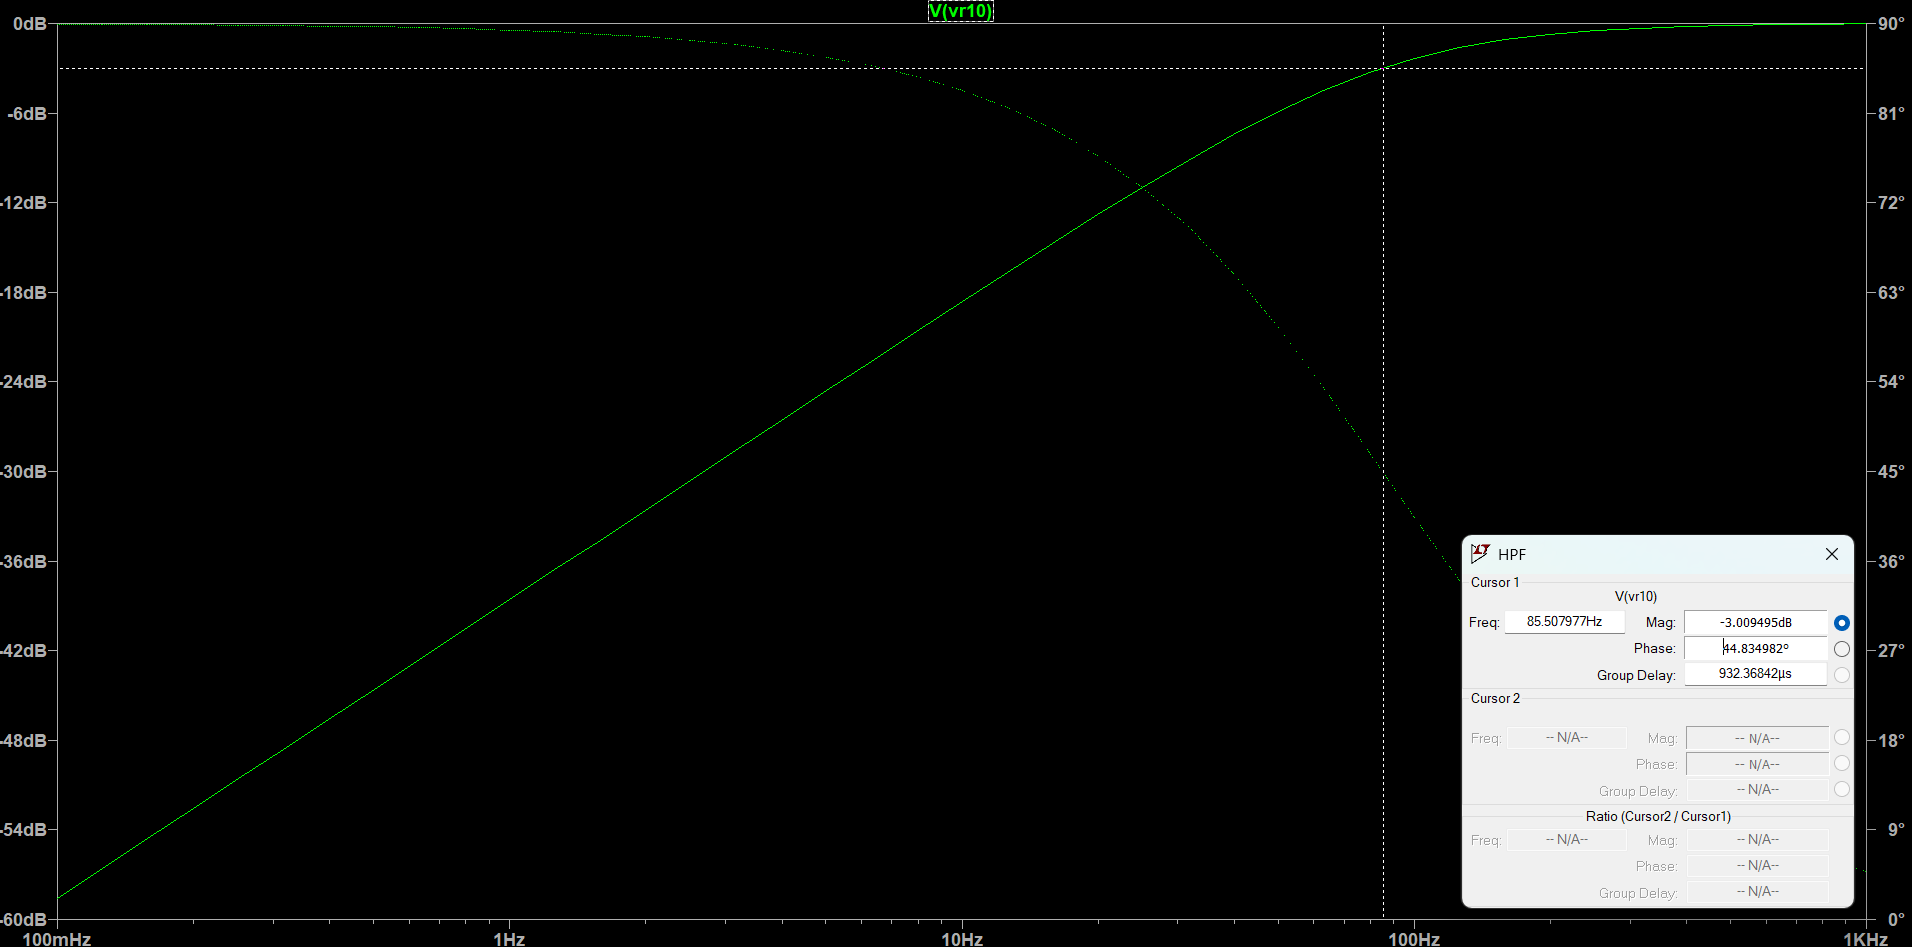 V(vr10)
0dB
-6dB
-12dB
-18dB
-24dB
-30dB
-36dB
-42dB
-48dB
-54dB
-60dB
90°
81°
72°
63°
54°
45°
36°
27°
18°
9°
0°
100mHz 1Hz 10Hz 100Hz 1KHz
HPF
Cursor 1
V(vr10)
Freq: 85.507977Hz Mag: -3.009495dB
Phase: 44.834982°
Group Delay: 932.36842µs
Cursor 2
Freq: -- N/A-- Mag: -- N/A--
Phase: -- N/A--
Group Delay: -- N/A--
Ratio (Cursor2 / Cursor1)
Freq: -- N/A-- Mag: -- N/A--
Phase: -- N/A--
Group Delay: -- N/A--